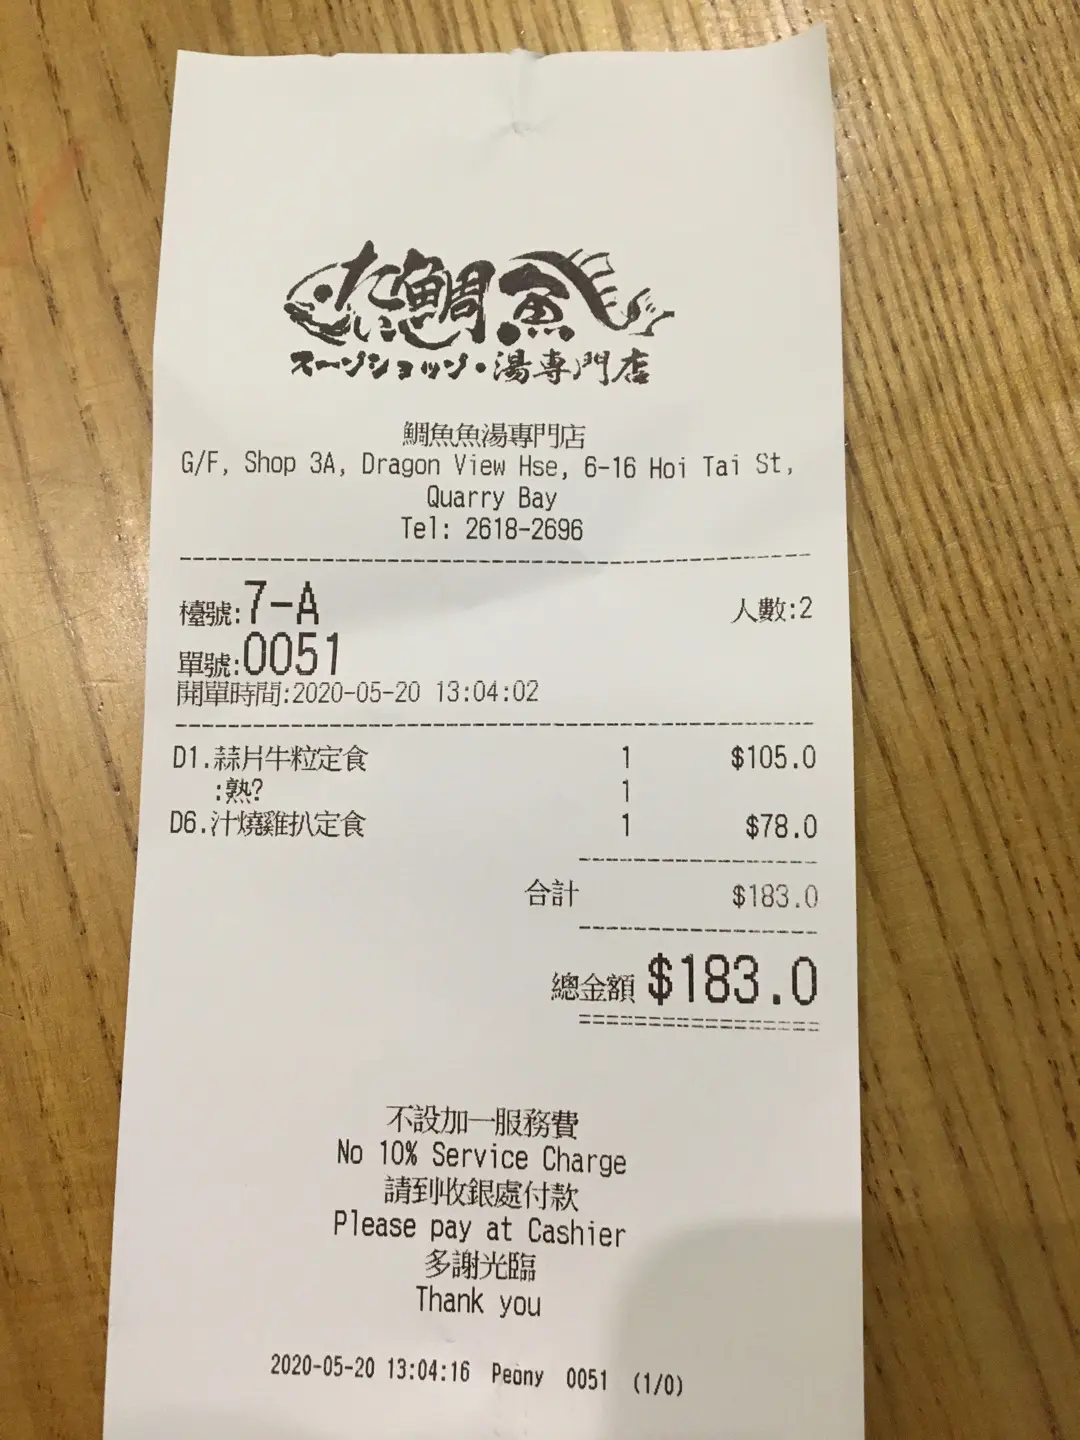 たい鯛魚
スープショップ・湯専門店
鯛魚魚湯專門店
G/F, Shop 3A, Dragon View Hse, 6-16 Hoi Tai St,
Quarry Bay
Tel: 2618-2696
檯號:7-A 人數:2
單號:0051
開單時間:2020-05-20 13:04:02
D1.蒜片牛粒定食 1 $105.0
:熟? 1
D6.汁燒雞扒定食 1 $78.0
合計 $183.0
總金額 $183.0
不設加一服務費
No 10% Service Charge
請到收銀處付款
Please pay at Cashier
多謝光臨
Thank you
2020-05-20 13:04:16 Peony 0051 (1/0)